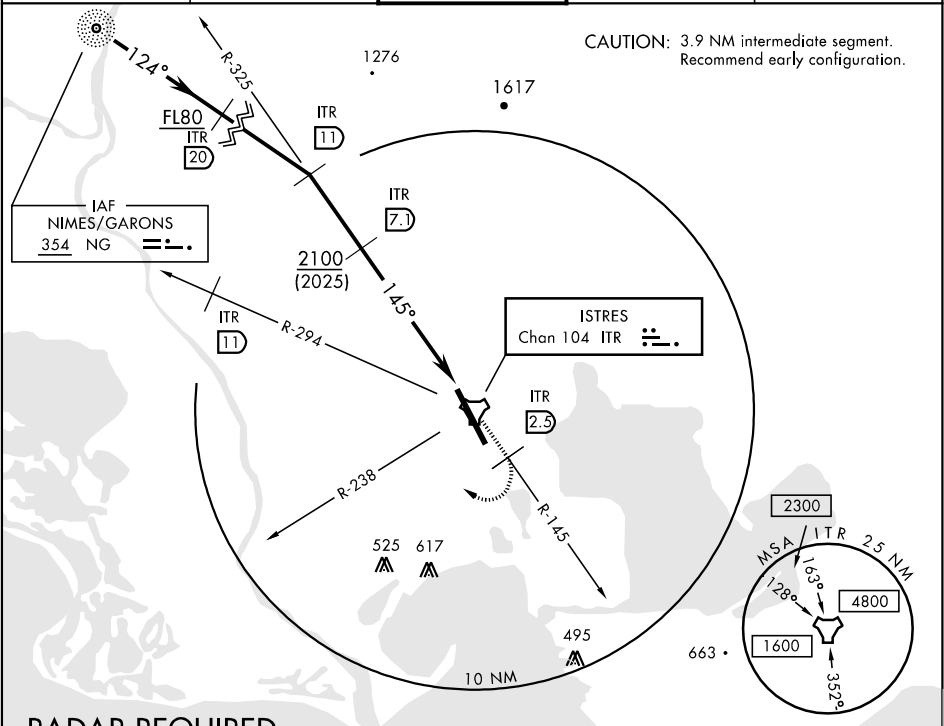 CAUTION: 3.9 NM intermediate segment.
Recommend early configuration.
124°
R-325
1276
1617
FL80
ITR
20
ITR
11
IAF
NIMES/GARONS
354 NG
ITR
7.1
2100
(2025)
145°
ITR
11
R-294
ISTRES
Chan 104 ITR
ITR
2.5
R-238
R-145
525
617
495
663
10 NM
2300
MSA ITR 25 NM
163°
128°
4800
1600
352°
RADAR REQUIRED